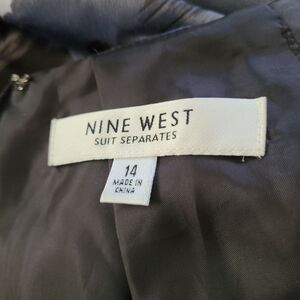 NINE WEST
SUIT SEPARATES
14
MADE IN
CHINA